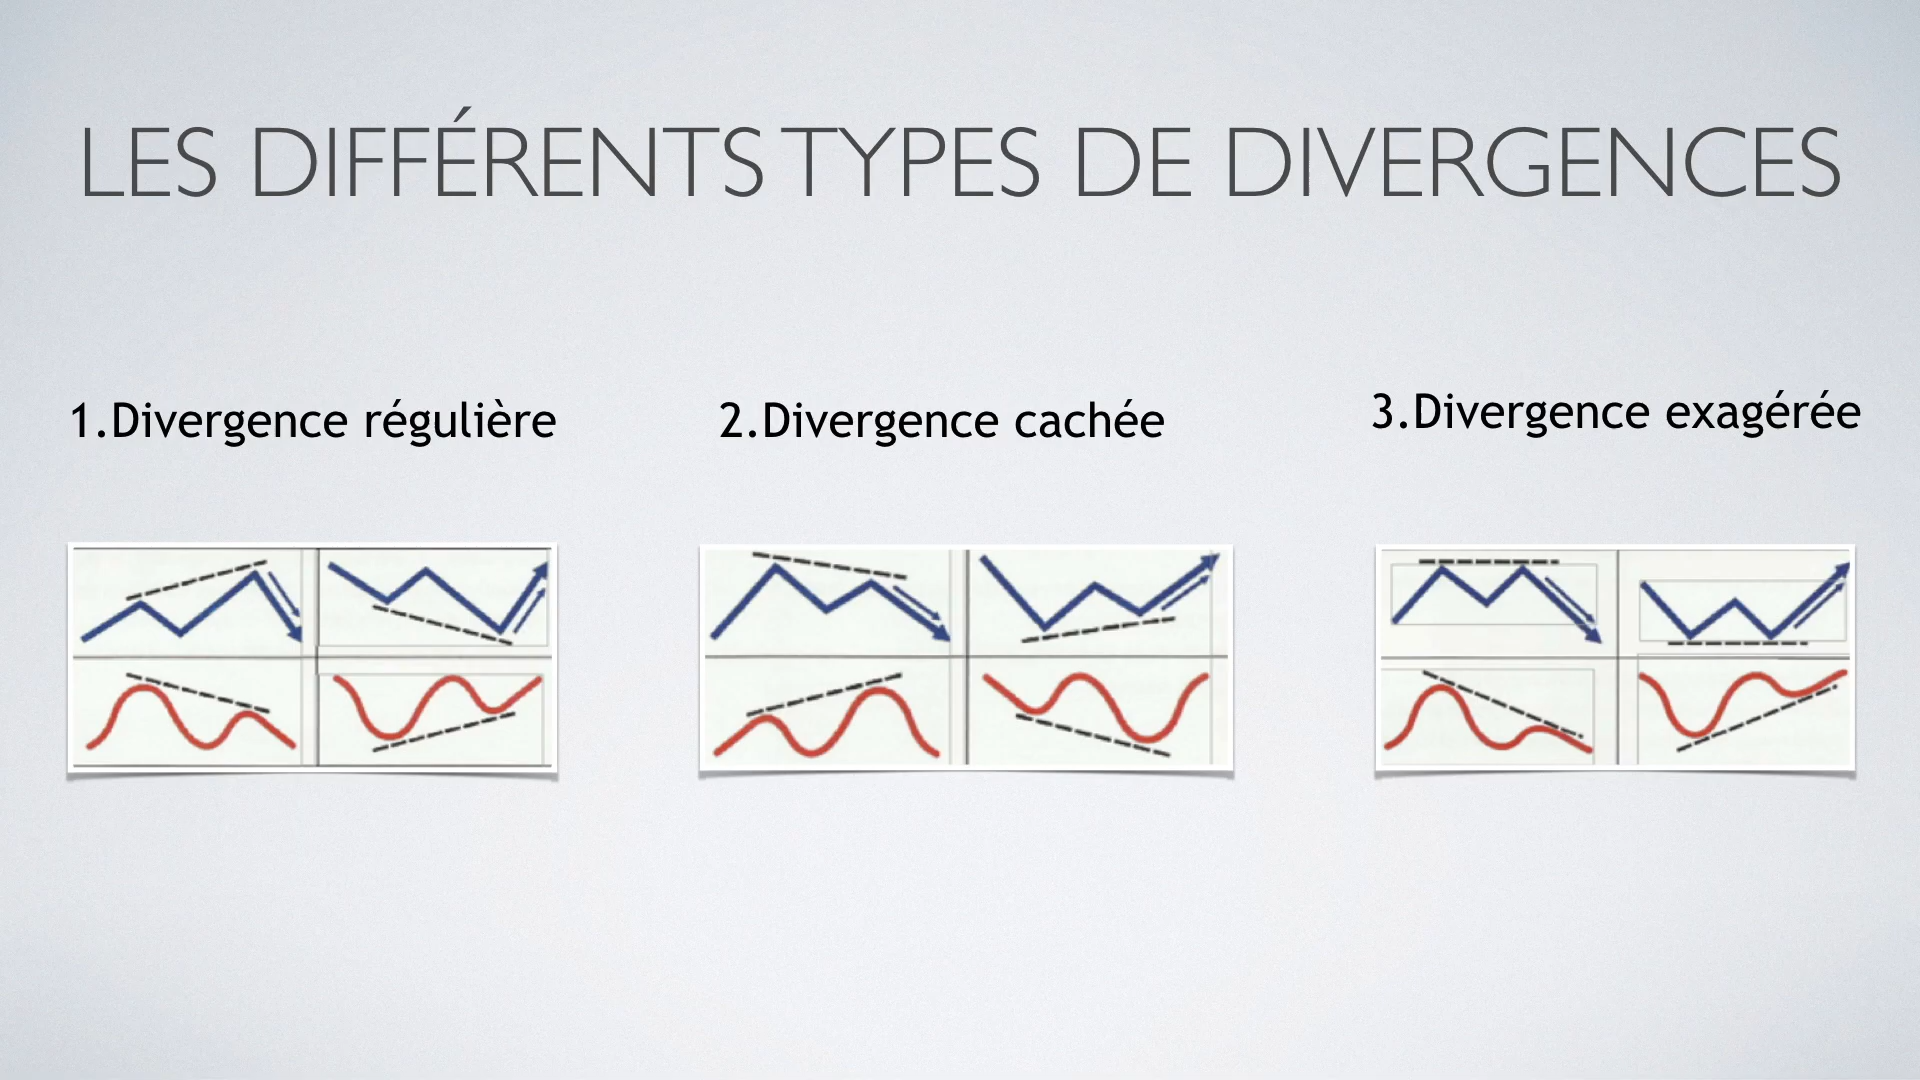 LES DIFFÉRENTS TYPES DE DIVERGENCES
1.Divergence régulière
2.Divergence cachée
3.Divergence exagérée